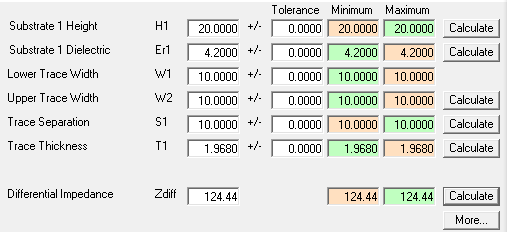 Tolerance Minimum Maximum
Substrate 1 Height H1 20.0000 +/- 0.0000 20.0000 20.0000 Calculate
Substrate 1 Dielectric Er1 4.2000 +/- 0.0000 4.2000 4.2000 Calculate
Lower Trace Width W1 10.0000 +/- 0.0000 10.0000 10.0000
Upper Trace Width W2 10.0000 +/- 0.0000 10.0000 10.0000 Calculate
Trace Separation S1 10.0000 +/- 0.0000 10.0000 10.0000 Calculate
Trace Thickness T1 1.9680 +/- 0.0000 1.9680 1.9680 Calculate
Differential Impedance Zdiff 124.44 124.44 124.44 Calculate
More...